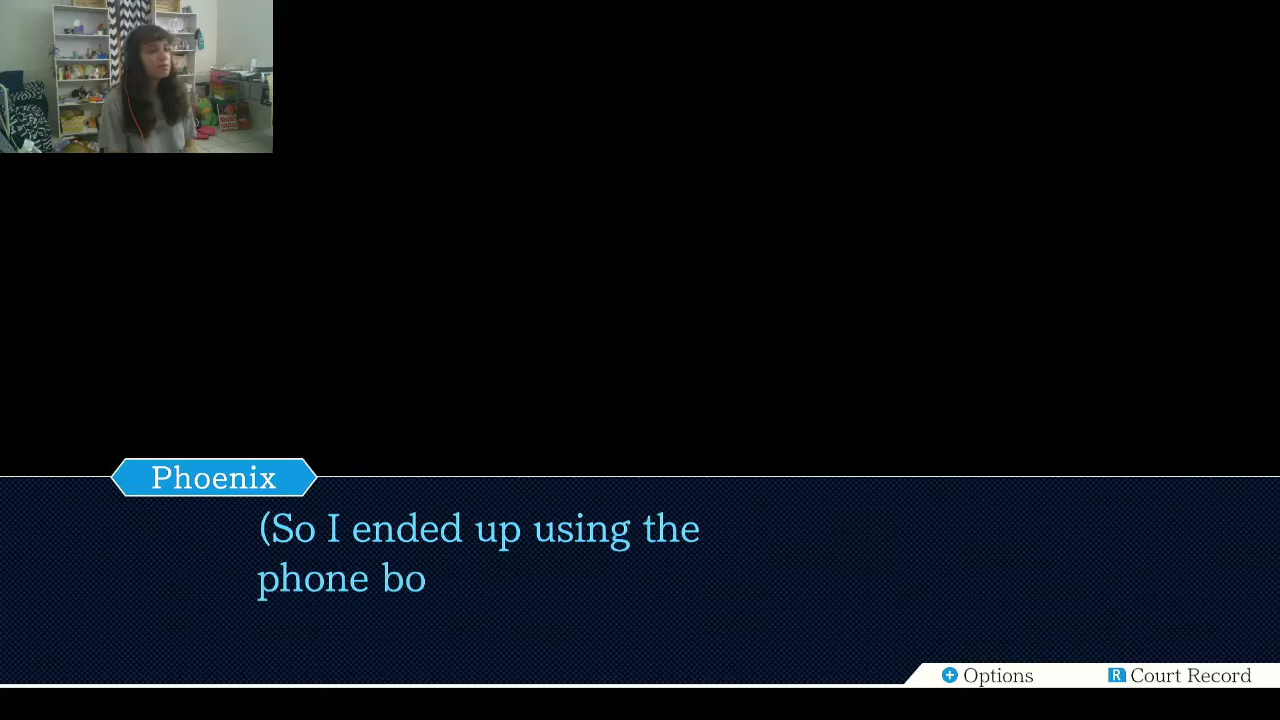 Phoenix
(So I ended up using the
phone bo
+ Options
R Court Record